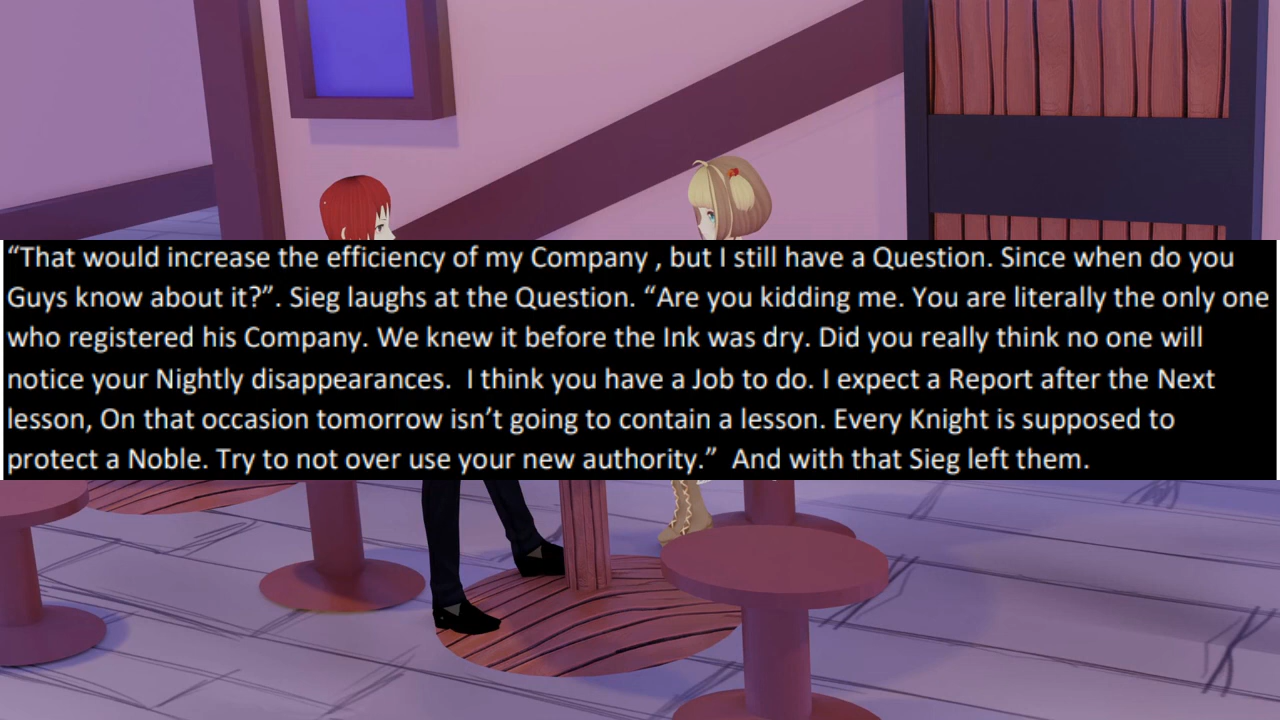 “That would increase the efficiency of my Company , but I still have a Question. Since when do you
Guys know about it?”. Sieg laughs at the Question. “Are you kidding me. You are literally the only one
who registered his Company. We knew it before the Ink was dry. Did you really think no one will
notice your Nightly disappearances.  I think you have a Job to do. I expect a Report after the Next
lesson, On that occasion tomorrow isn’t going to contain a lesson. Every Knight is supposed to
protect a Noble. Try to not over use your new authority.”  And with that Sieg left them.